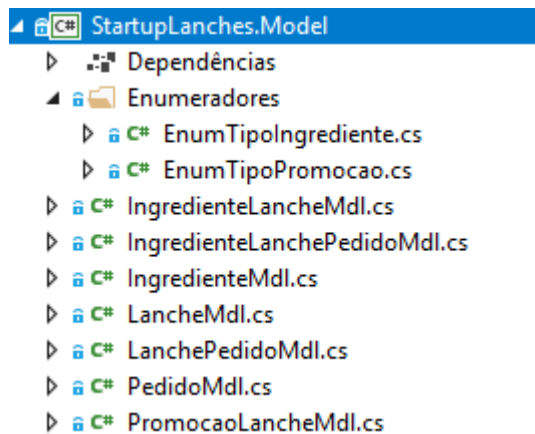 C# StartupLanches.Model
Dependências
Enumeradores
C# EnumTipoIngrediente.cs
C# EnumTipoPromocao.cs
C# IngredienteLancheMdl.cs
C# IngredienteLanchePedidoMdl.cs
C# IngredienteMdl.cs
C# LancheMdl.cs
C# LanchePedidoMdl.cs
C# PedidoMdl.cs
C# PromocaoLancheMdl.cs